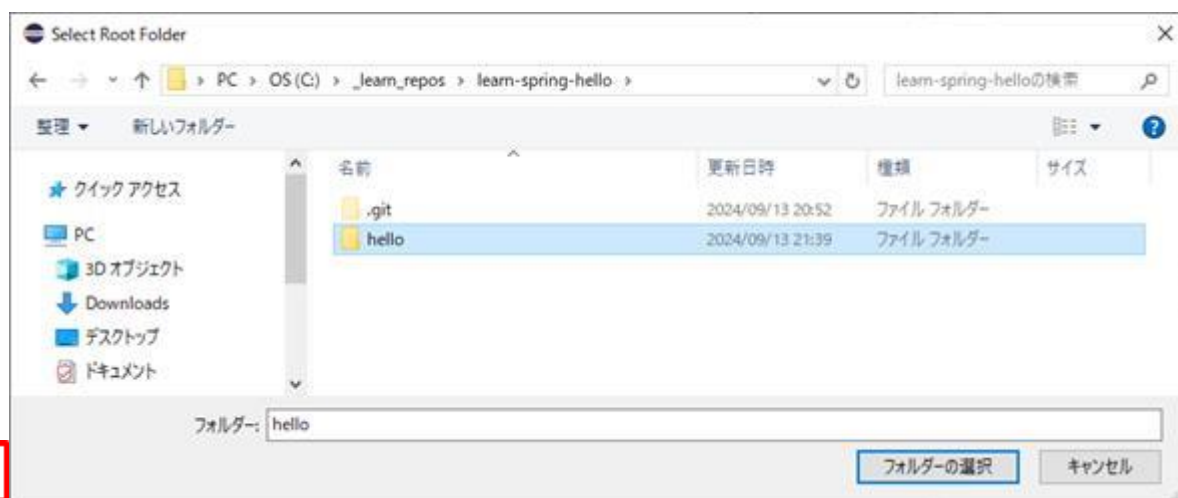 Select Root Folder
PC › OS (C:) › _learn_repos › learn-spring-hello ›
learn-spring-helloの検索
整理 新しいフォルダー
名前 更新日時 種類 サイズ
クイック アクセス
.git 2024/09/13 20:52 ファイル フォルダー
PC
hello 2024/09/13 21:39 ファイル フォルダー
3D オブジェクト
Downloads
デスクトップ
ドキュメント
フォルダー: hello
フォルダーの選択 キャンセル